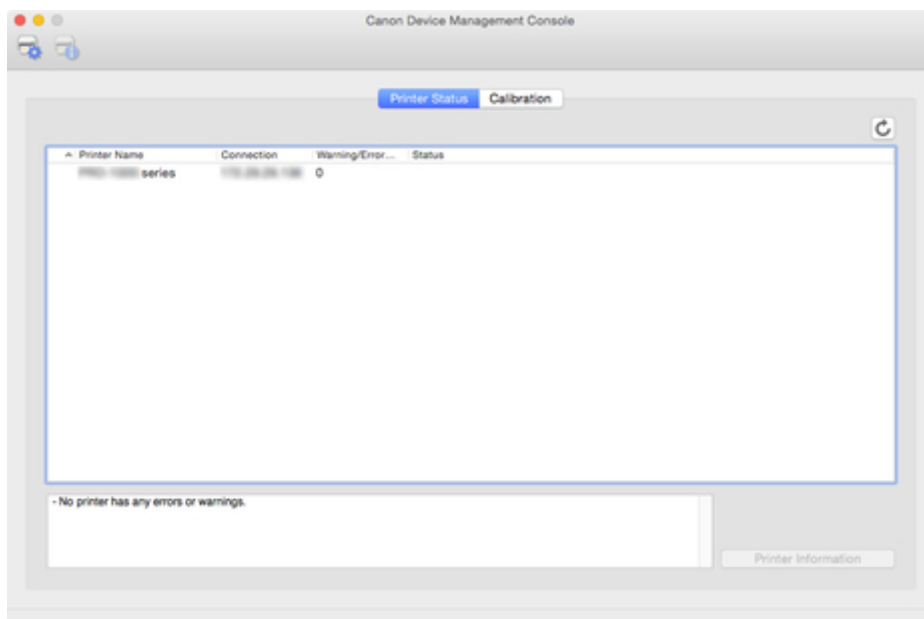 Canon Device Management Console
Printer Status Calibration
Printer Name Connection Warning/Error... Status
series 0
- No printer has any errors or warnings.
Printer Information